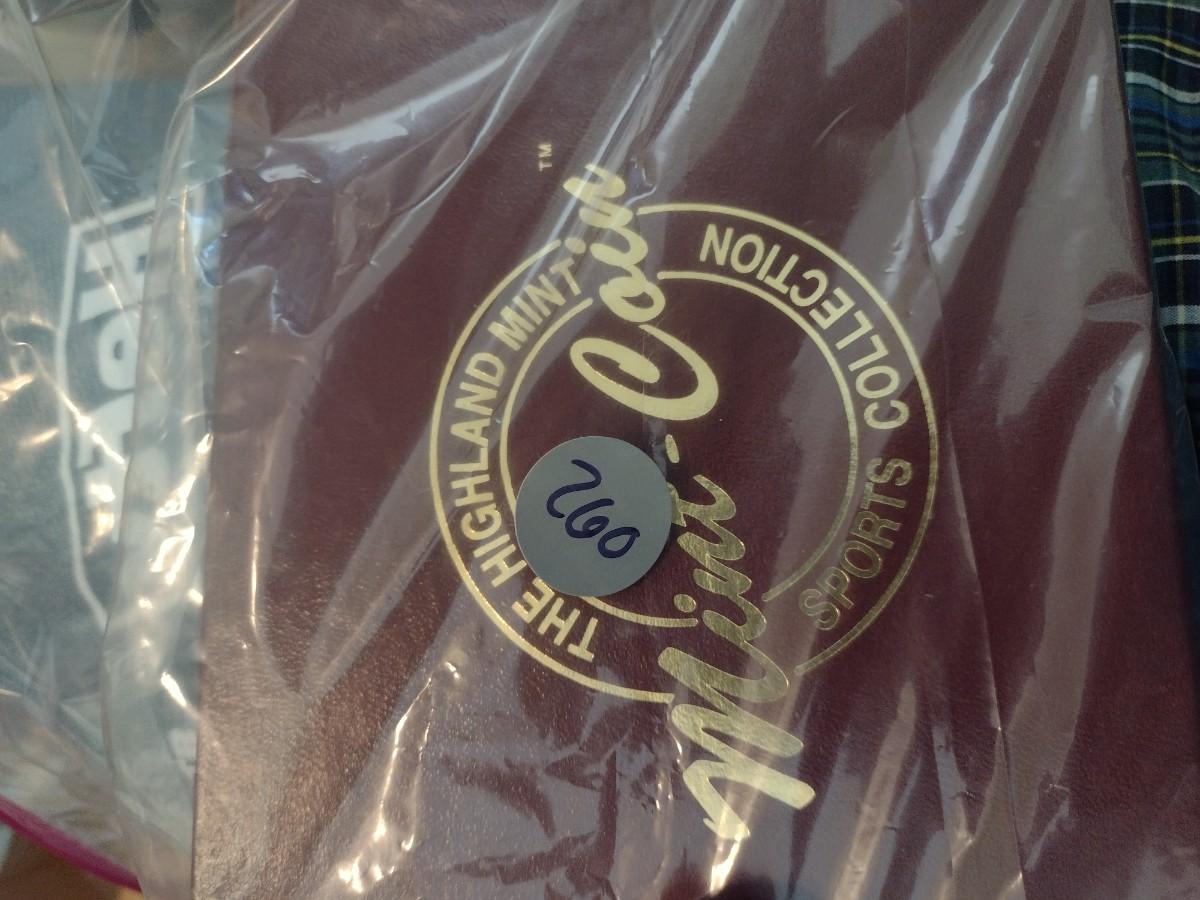 THE HIGHLAND MINT
Mint-Coin
™
SPORTS COLLECTION
260